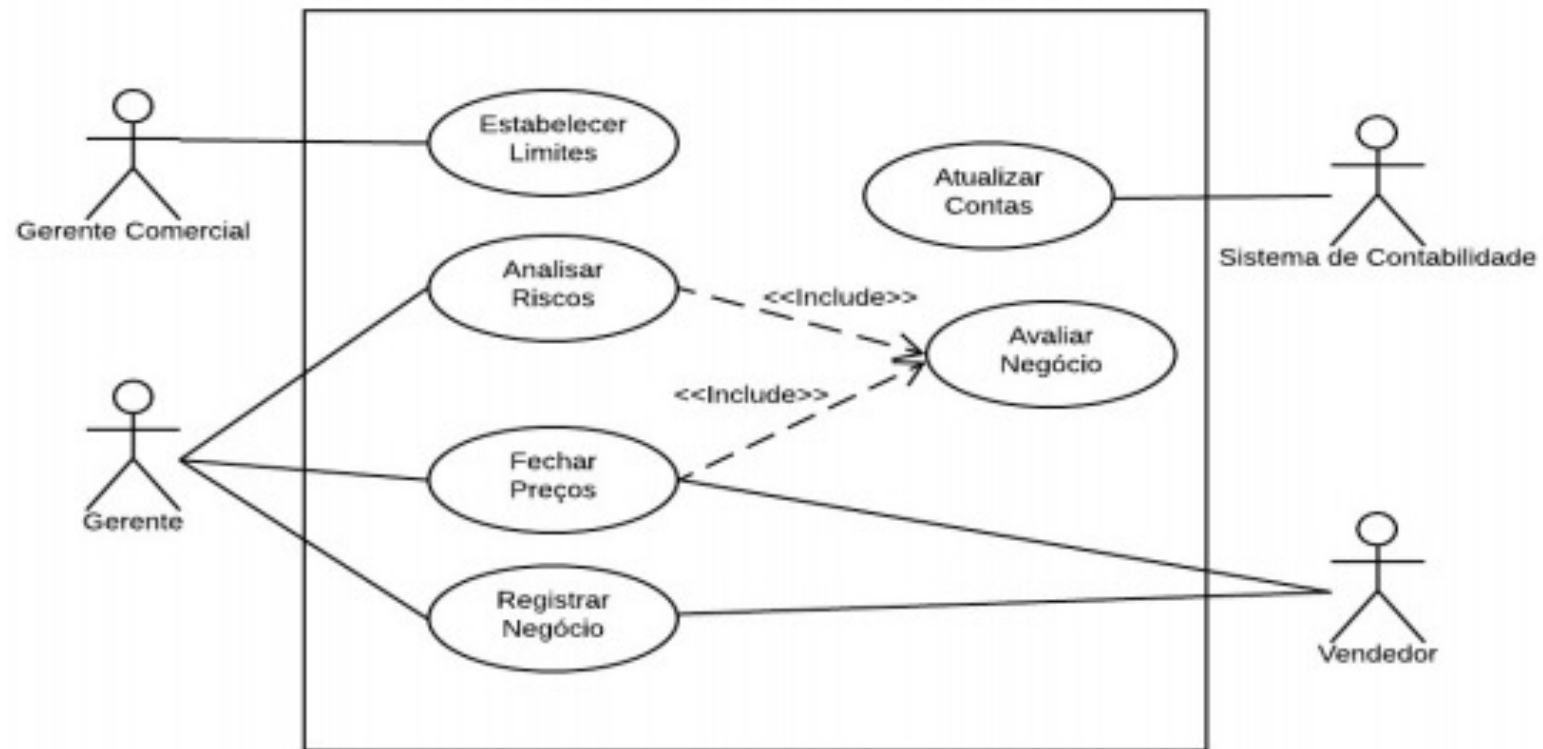 Estabelecer
Limites
Gerente Comercial
Atualizar
Contas
Sistema de Contabilidade
Analisar
Riscos
<<Include>>
Avaliar
Negócio
<<Include>>
Gerente
Fechar
Preços
Registrar
Negócio
Vendedor